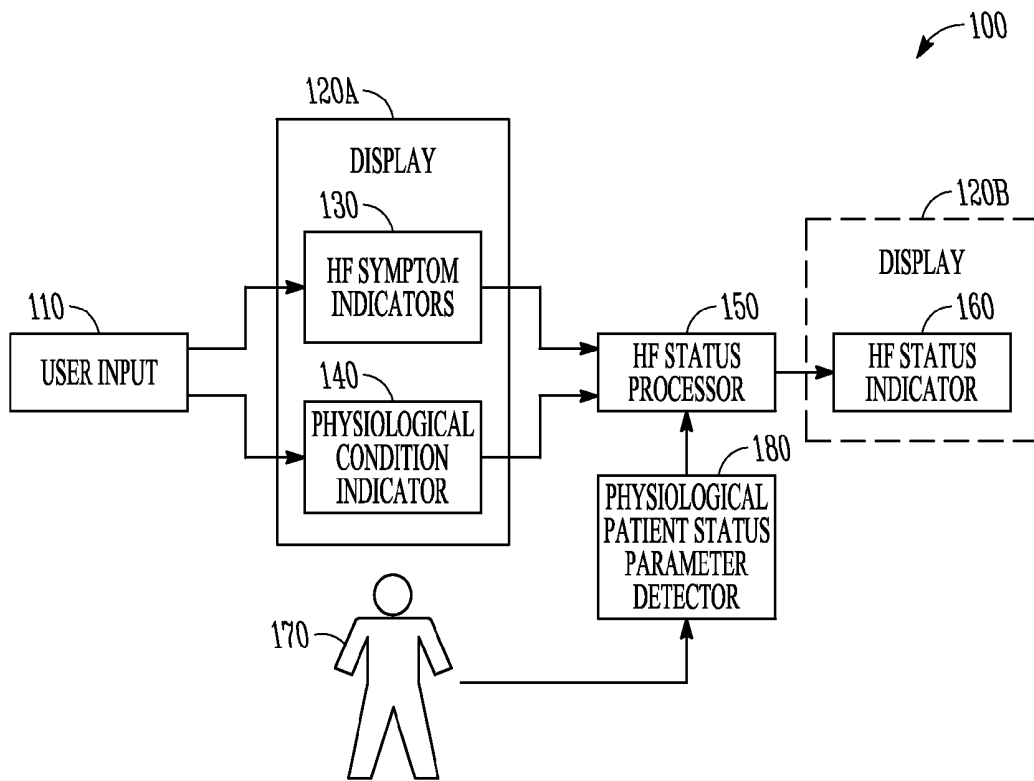 100
120A
DISPLAY
130
HF SYMPTOM
INDICATORS
120B
DISPLAY
110
USER INPUT
150
HF STATUS
PROCESSOR
160
HF STATUS
INDICATOR
140
PHYSIOLOGICAL
CONDITION
INDICATOR
180
PHYSIOLOGICAL
PATIENT STATUS
PARAMETER
DETECTOR
170